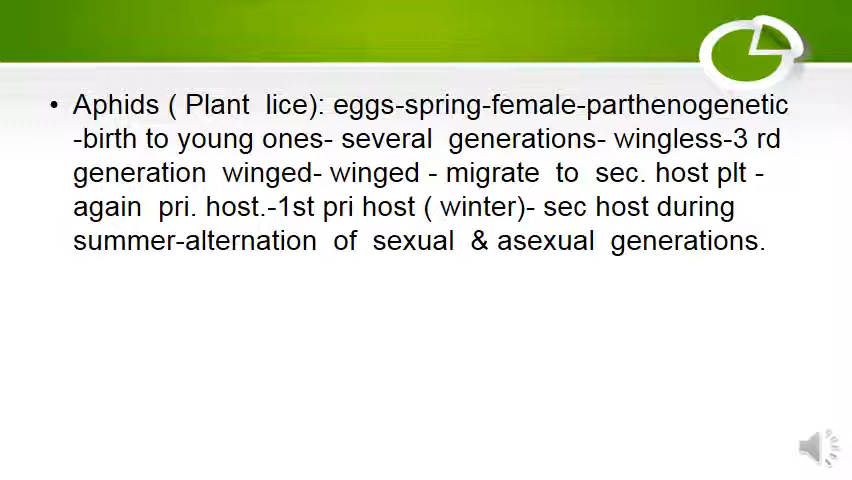 • Aphids ( Plant lice): eggs-spring-female-parthenogenetic
-birth to young ones- several generations- wingless-3 rd
generation winged- winged - migrate to sec. host plt -
again pri. host.-1st pri host ( winter)- sec host during
summer-alternation of sexual & asexual generations.